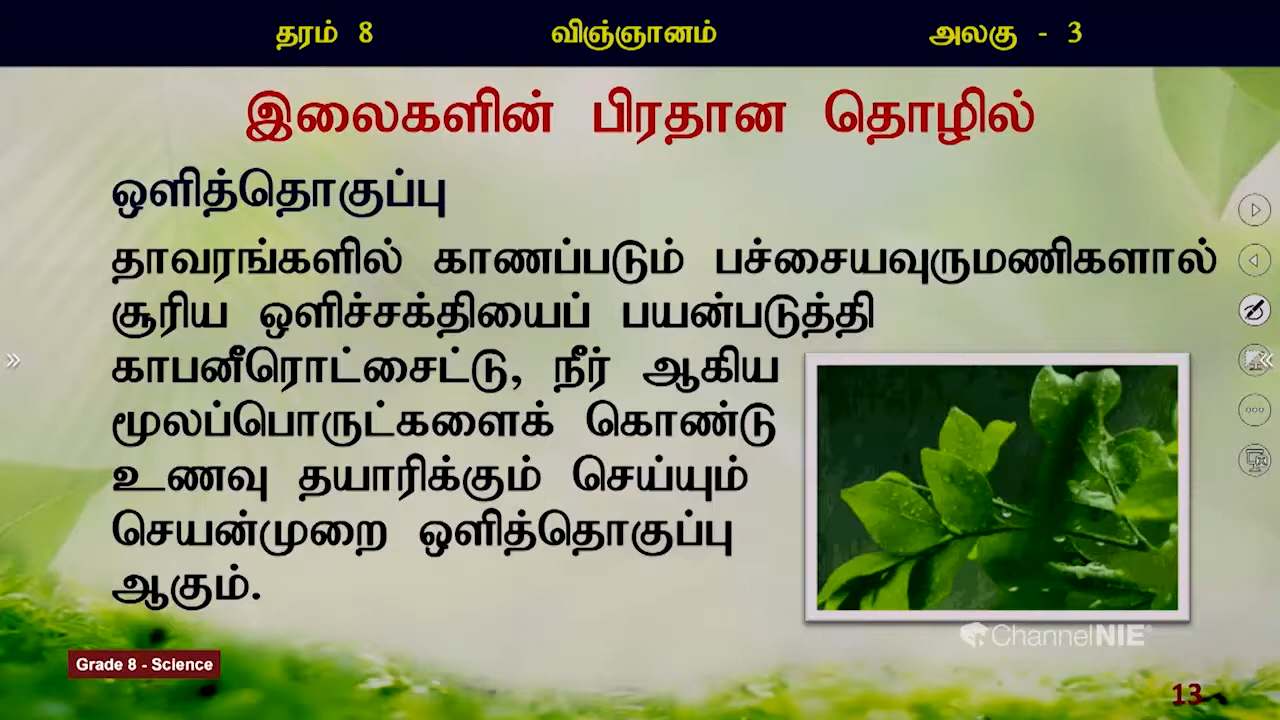 தரம் 8 விஞ்ஞானம் அலகு - 3
இலைகளின் பிரதான தொழில்
ஒளித்தொகுப்பு
தாவரங்களில் காணப்படும் பச்சையவுருமணிகளால்
சூரிய ஒளிச்சக்தியைப் பயன்படுத்தி
காபனீரொட்சைட்டு, நீர் ஆகிய
மூலப்பொருட்களைக் கொண்டு
உணவு தயாரிக்கும் செய்யும்
செயன்முறை ஒளித்தொகுப்பு
ஆகும்.
ChannelNIE
Grade 8 - Science
13